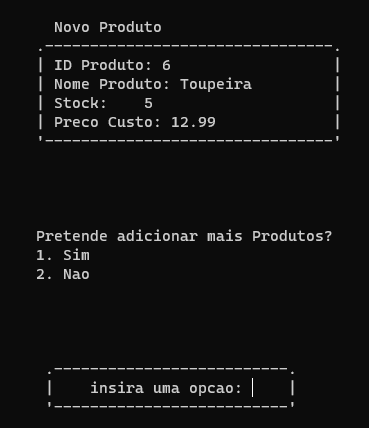 Novo Produto
ID Produto: 6
Nome Produto: Toupeira
Stock:    5
Preco Custo: 12.99
Pretende adicionar mais Produtos?
1. Sim
2. Nao
insira uma opcao: